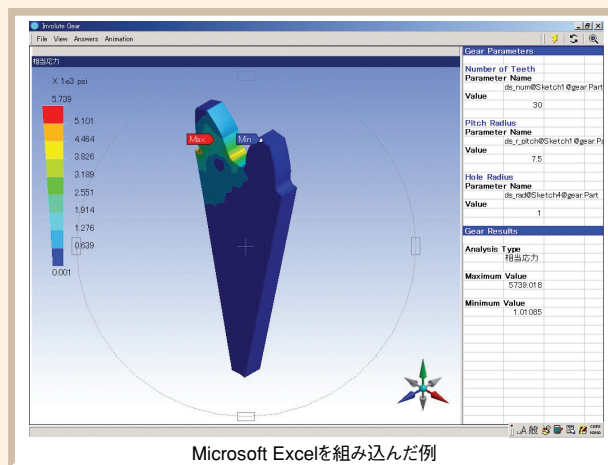 Involute Gear
File View Answers Animation
相当応力
X 1e3 psi
5.739
5.101
4.464
3.826
3.189
2.551
1.914
1.276
0.639
0.001
Max
Min
Gear Parameters
Number of Teeth
Parameter Name
ds_num@Sketch1@gear.Part
Value
30
Pitch Radius
Parameter Name
ds_r_pitch@Sketch1@gear.Pa
Value
7.5
Hole Radius
Parameter Name
ds_rad@Sketch4@gear.Part
Value
1
Gear Results
Analysis Type
相当応力
Maximum Value
5739.018
Minimum Value
1.01085
A 般
CAPS
KANA
Microsoft Excelを組み込んだ例